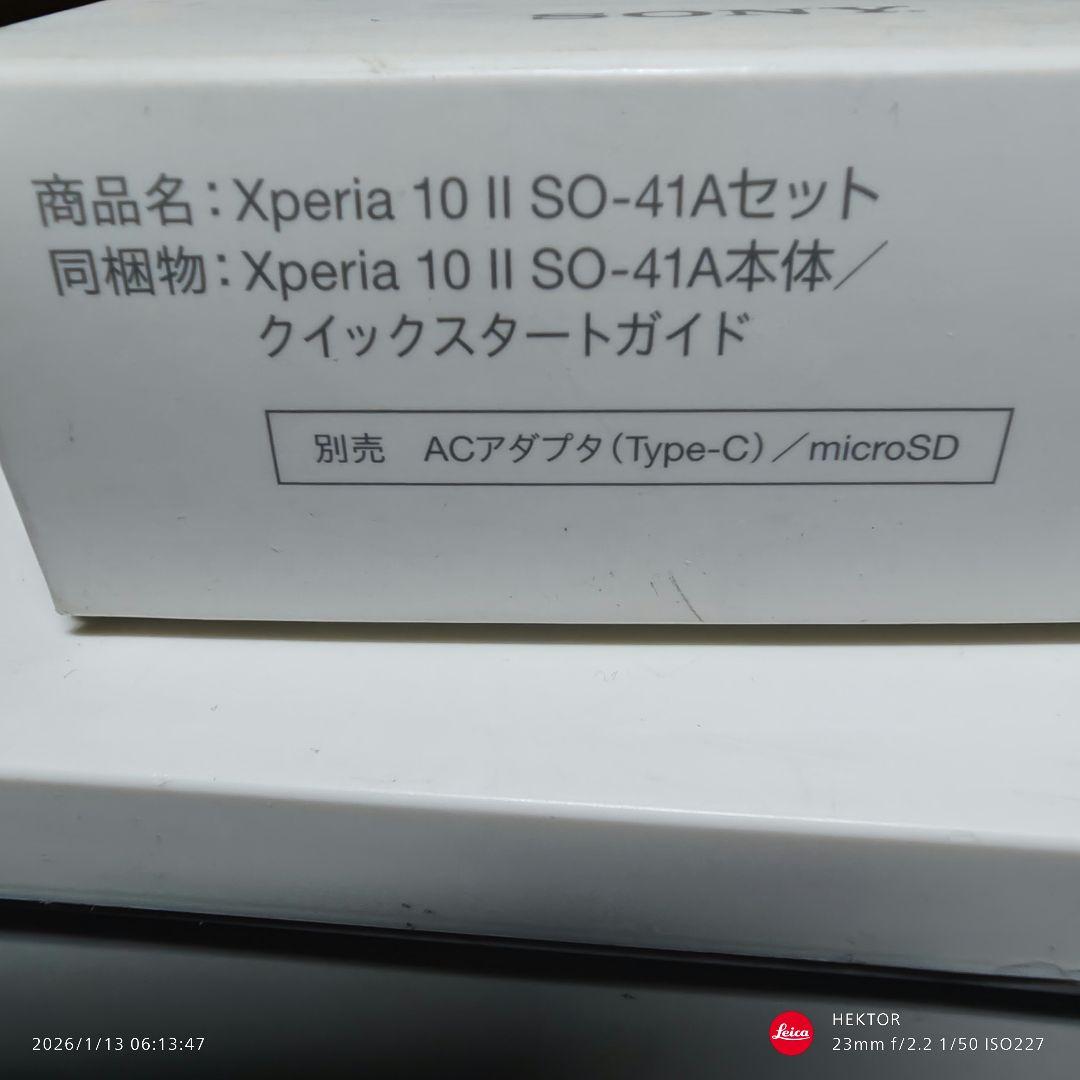 SONY
商品名：Xperia 10 II SO-41Aセット
同梱物：Xperia 10 II SO-41A本体／
クイックスタートガイド
別売　ACアダプタ（Type-C）／microSD
2026/1/13 06:13:47
Leica
HEKTOR
23mm f/2.2 1/50 ISO227